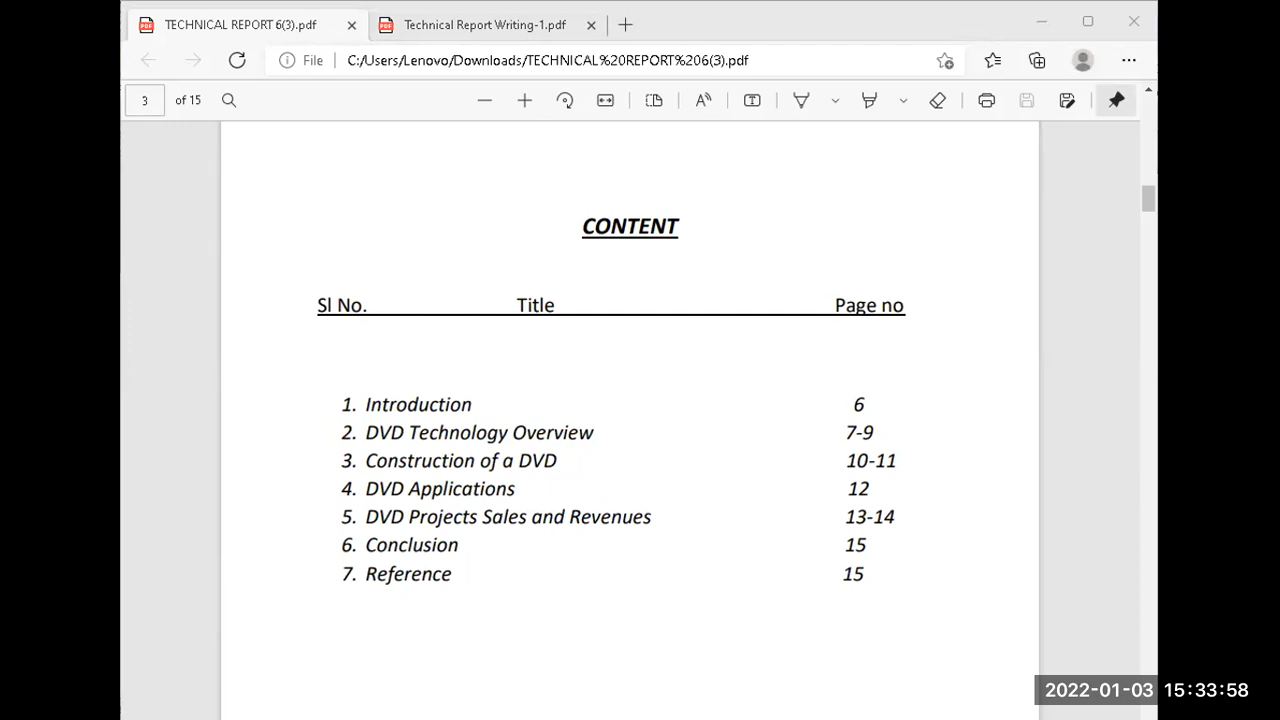 TECHNICAL REPORT 6(3).pdf
Technical Report Writing-1.pdf
File
C:/Users/Lenovo/Downloads/TECHNICAL%20REPORT%206(3).pdf
3 of 15
CONTENT
Sl No. Title Page no
1. Introduction 6
2. DVD Technology Overview 7-9
3. Construction of a DVD 10-11
4. DVD Applications 12
5. DVD Projects Sales and Revenues 13-14
6. Conclusion 15
7. Reference 15
2022-01-03 15:33:58